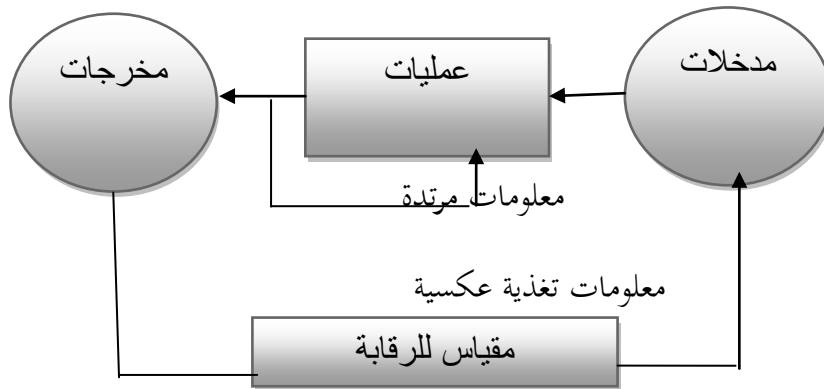 مدخلات
عمليات
مخرجات
معلومات مرتدة
معلومات تغذية عكسية
مقياس للرقابة